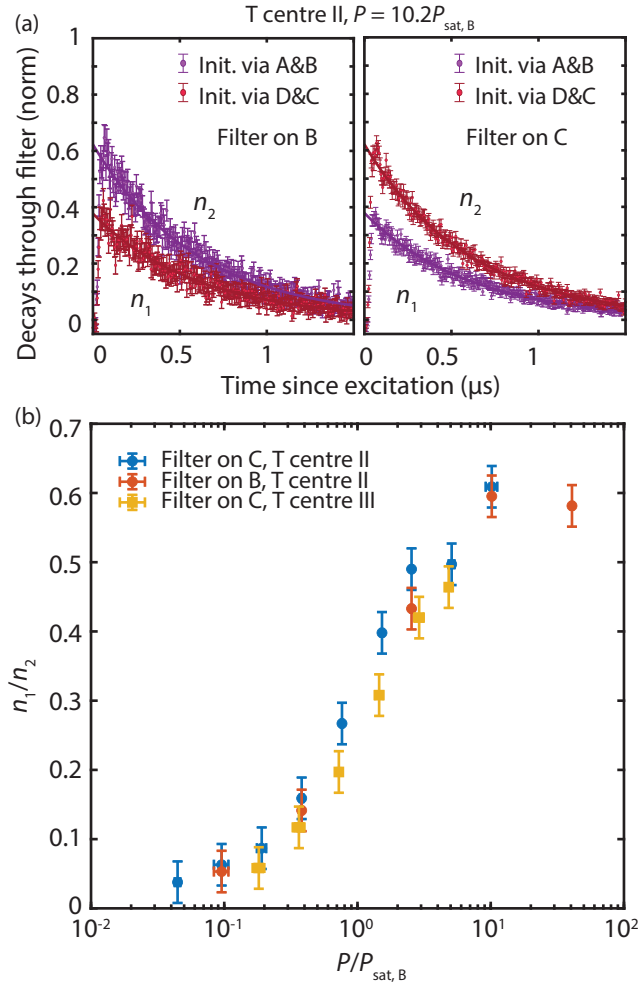 T centre II, P = 10.2P_sat, B
(a)
Decays through filter (norm)
1
0.8
0.6
0.4
0.2
0
Init. via A&B
Init. via D&C
Filter on B
n_2
n_1
0
0.5
1
Init. via A&B
Init. via D&C
Filter on C
n_2
n_1
0
1
Time since excitation (μs)
(b)
n_1/n_2
0.7
0.6
0.5
0.4
0.3
0.2
0.1
0
Filter on C, T centre II
Filter on B, T centre II
Filter on C, T centre III
10^-2
10^-1
10^0
10^1
10^2
P/P_sat, B